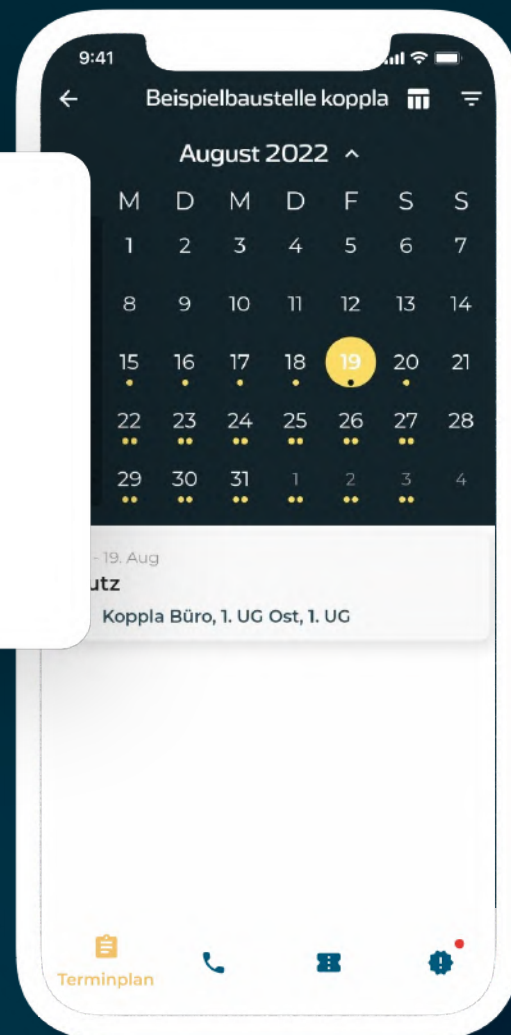 9:41
Beispielbaustelle koppla
August 2022
M D M D F S S
1 2 3 4 5 6 7
8 9 10 11 12 13 14
15 16 17 18 19 20 21
22 23 24 25 26 27 28
29 30 31 1 2 3 4
- 19. Aug
utz
Koppla Büro, 1. UG Ost, 1. UG
Terminplan